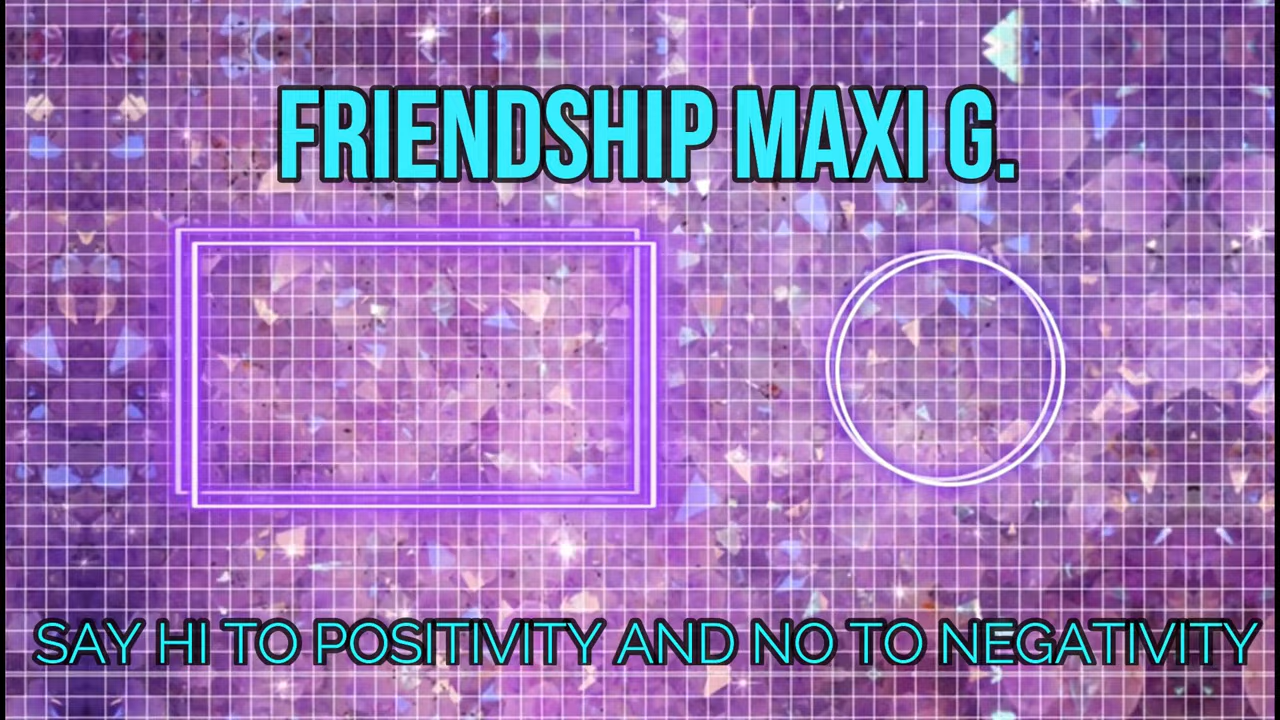 FRIENDSHIP MAXI G.
SAY HI TO POSITIVITY AND NO TO NEGATIVITY